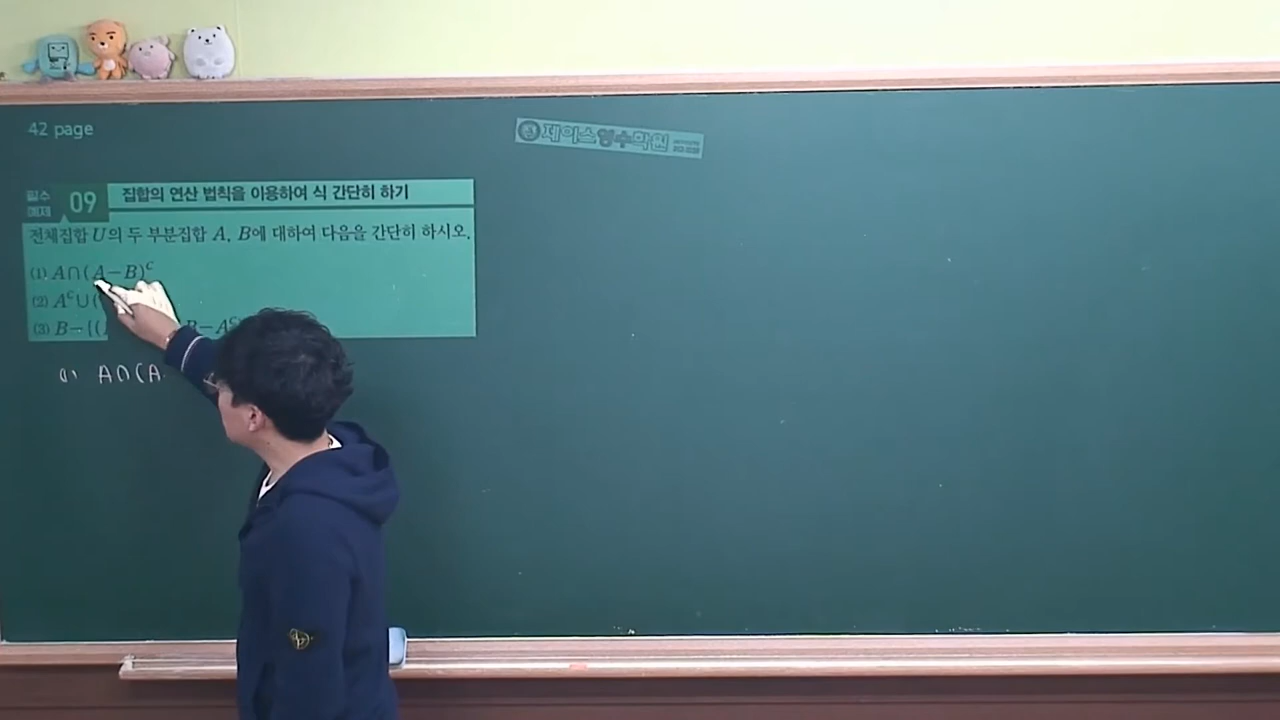 42 page
제이스영수학원
필수 예제 09 집합의 연산 법칙을 이용하여 식 간단히 하기
전체집합 U의 두 부분집합 A, B에 대하여 다음을 간단히 하시오.
(1) A∩(A−B)ᶜ
(2) Aᶜ∪(
(3) B−{( B−Aᶜ
(1) A∩(A